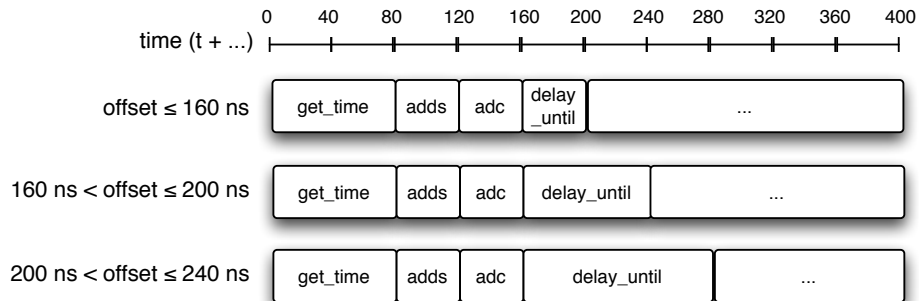 0 40 80 120 160 200 240 280 320 360 400
time (t + ...)
offset ≤ 160 ns get_time adds adc delay
_until ...
160 ns < offset ≤ 200 ns get_time adds adc delay_until ...
200 ns < offset ≤ 240 ns get_time adds adc delay_until ...